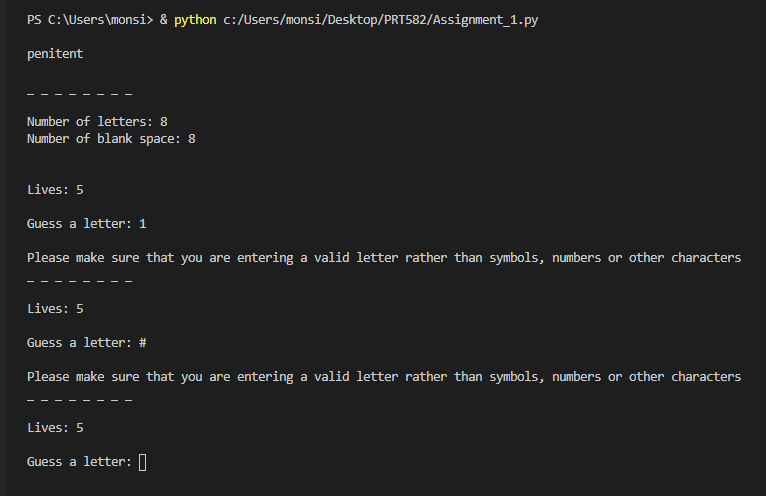 PS C:\Users\monsi> & python c:/Users/monsi/Desktop/PRT582/Assignment_1.py
penitent
_ _ _ _ _ _ _ _
Number of letters: 8
Number of blank space: 8
Lives: 5
Guess a letter: 1
Please make sure that you are entering a valid letter rather than symbols, numbers or other characters
_ _ _ _ _ _ _ _
Lives: 5
Guess a letter: #
Please make sure that you are entering a valid letter rather than symbols, numbers or other characters
_ _ _ _ _ _ _ _
Lives: 5
Guess a letter: